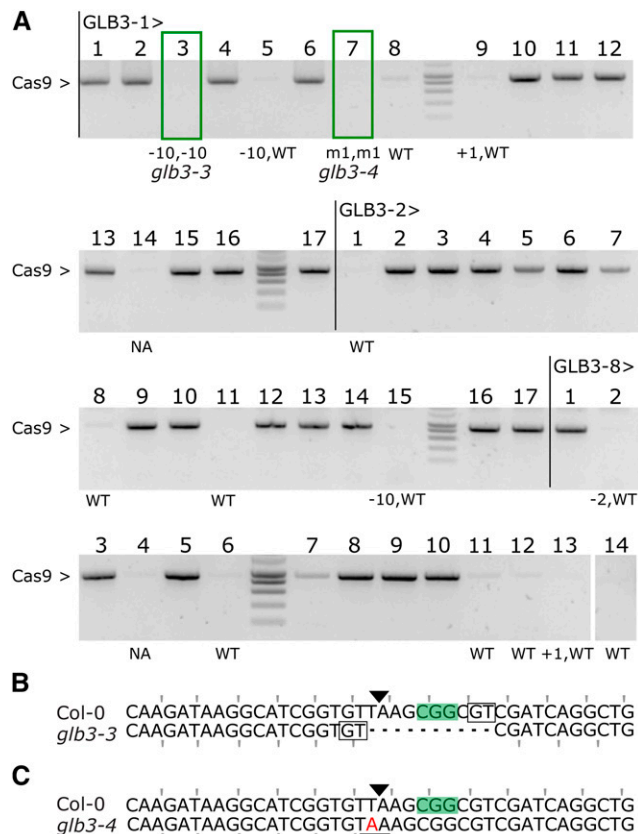 A
GLB3-1>
1 2 3 4 5 6 7 8 9 10 11 12
Cas9 >
-10,-10 -10,WT m1,m1 WT +1,WT
glb3-3 glb3-4
GLB3-2>
13 14 15 16 17 1 2 3 4 5 6 7
Cas9 >
NA WT
GLB3-8>
8 9 10 11 12 13 14 15 16 17 1 2
Cas9 >
WT WT -10,WT -2,WT
3 4 5 6 7 8 9 10 11 12 13 14
Cas9 >
NA WT WT WT +1,WT WT
B
Col-0 CAAGATAAGGCATCGGTGTTAAGCGGCGTCGATCAGGCTG
glb3-3 CAAGATAAGGCATCGGTGT----------CGATCAGGCTG
C
Col-0 CAAGATAAGGCATCGGTGTTAAGCGGCGTCGATCAGGCTG
glb3-4 CAAGATAAGGCATCGGTGTAAAGCGGCGTCGATCAGGCTG